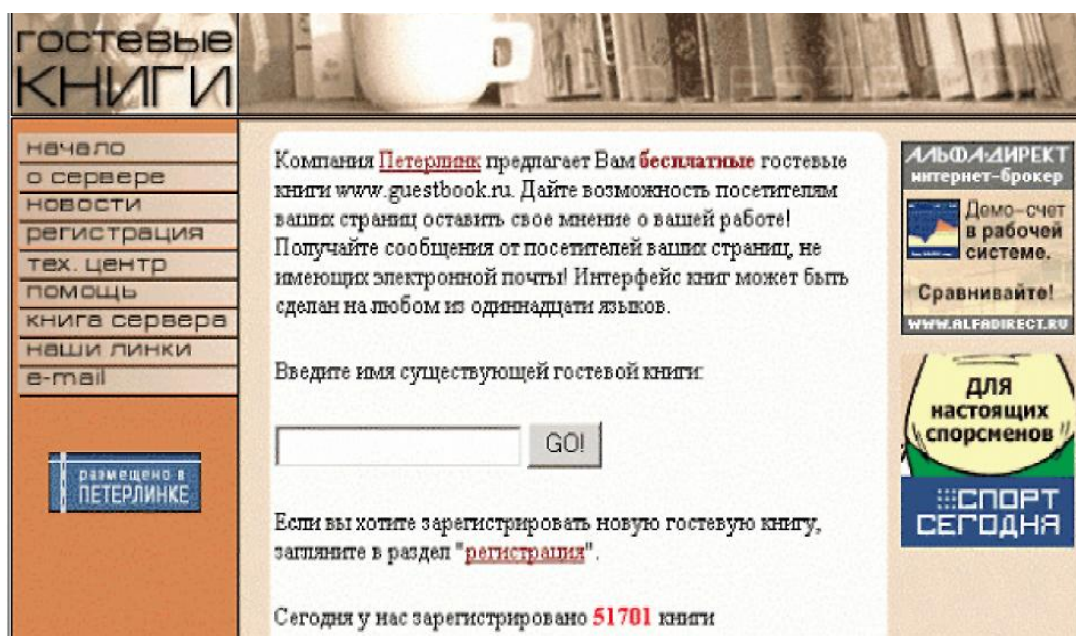 гостевые
КНИГИ
начало
о сервере
новости
регистрация
тех. центр
помощь
книга сервера
наши линки
e-mail
размещено в
ПЕТЕРЛИНКЕ
Компания Петерлинк предлагает Вам бесплатные гостевые
книги www.guestbook.ru. Дайте возможность посетителям
ваших страниц оставить свое мнение о вашей работе!
Получайте сообщения от посетителей ваших страниц, не
имеющих электронной почты! Интерфейс книг может быть
сделан на любом из одиннадцати языков.
Введите имя существующей гостевой книги:
GO!
Если вы хотите зарегистрировать новую гостевую книгу,
загляните в раздел "регистрация".
Сегодня у нас зарегистрировано 51701 книги
АЛЬФА-ДИРЕКТ
интернет-брокер
Демо-счет
в рабочей
системе.
Сравнивайте!
WWW.ALFADIRECT.RU
ДЛЯ
настоящих
спорсменов
СПОРТ
СЕГОДНЯ